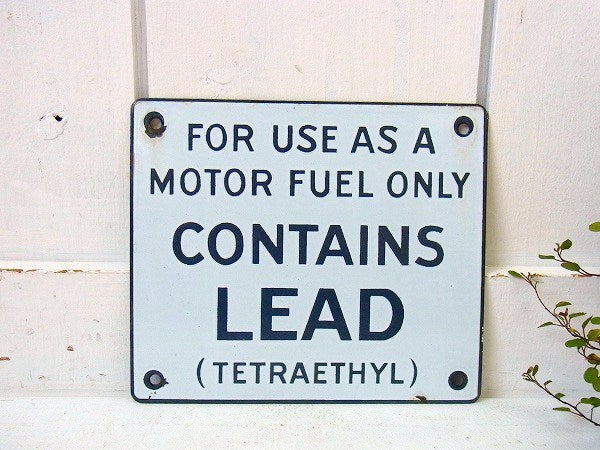 FOR USE AS A
MOTOR FUEL ONLY
CONTAINS
LEAD
(TETRAETHYL)